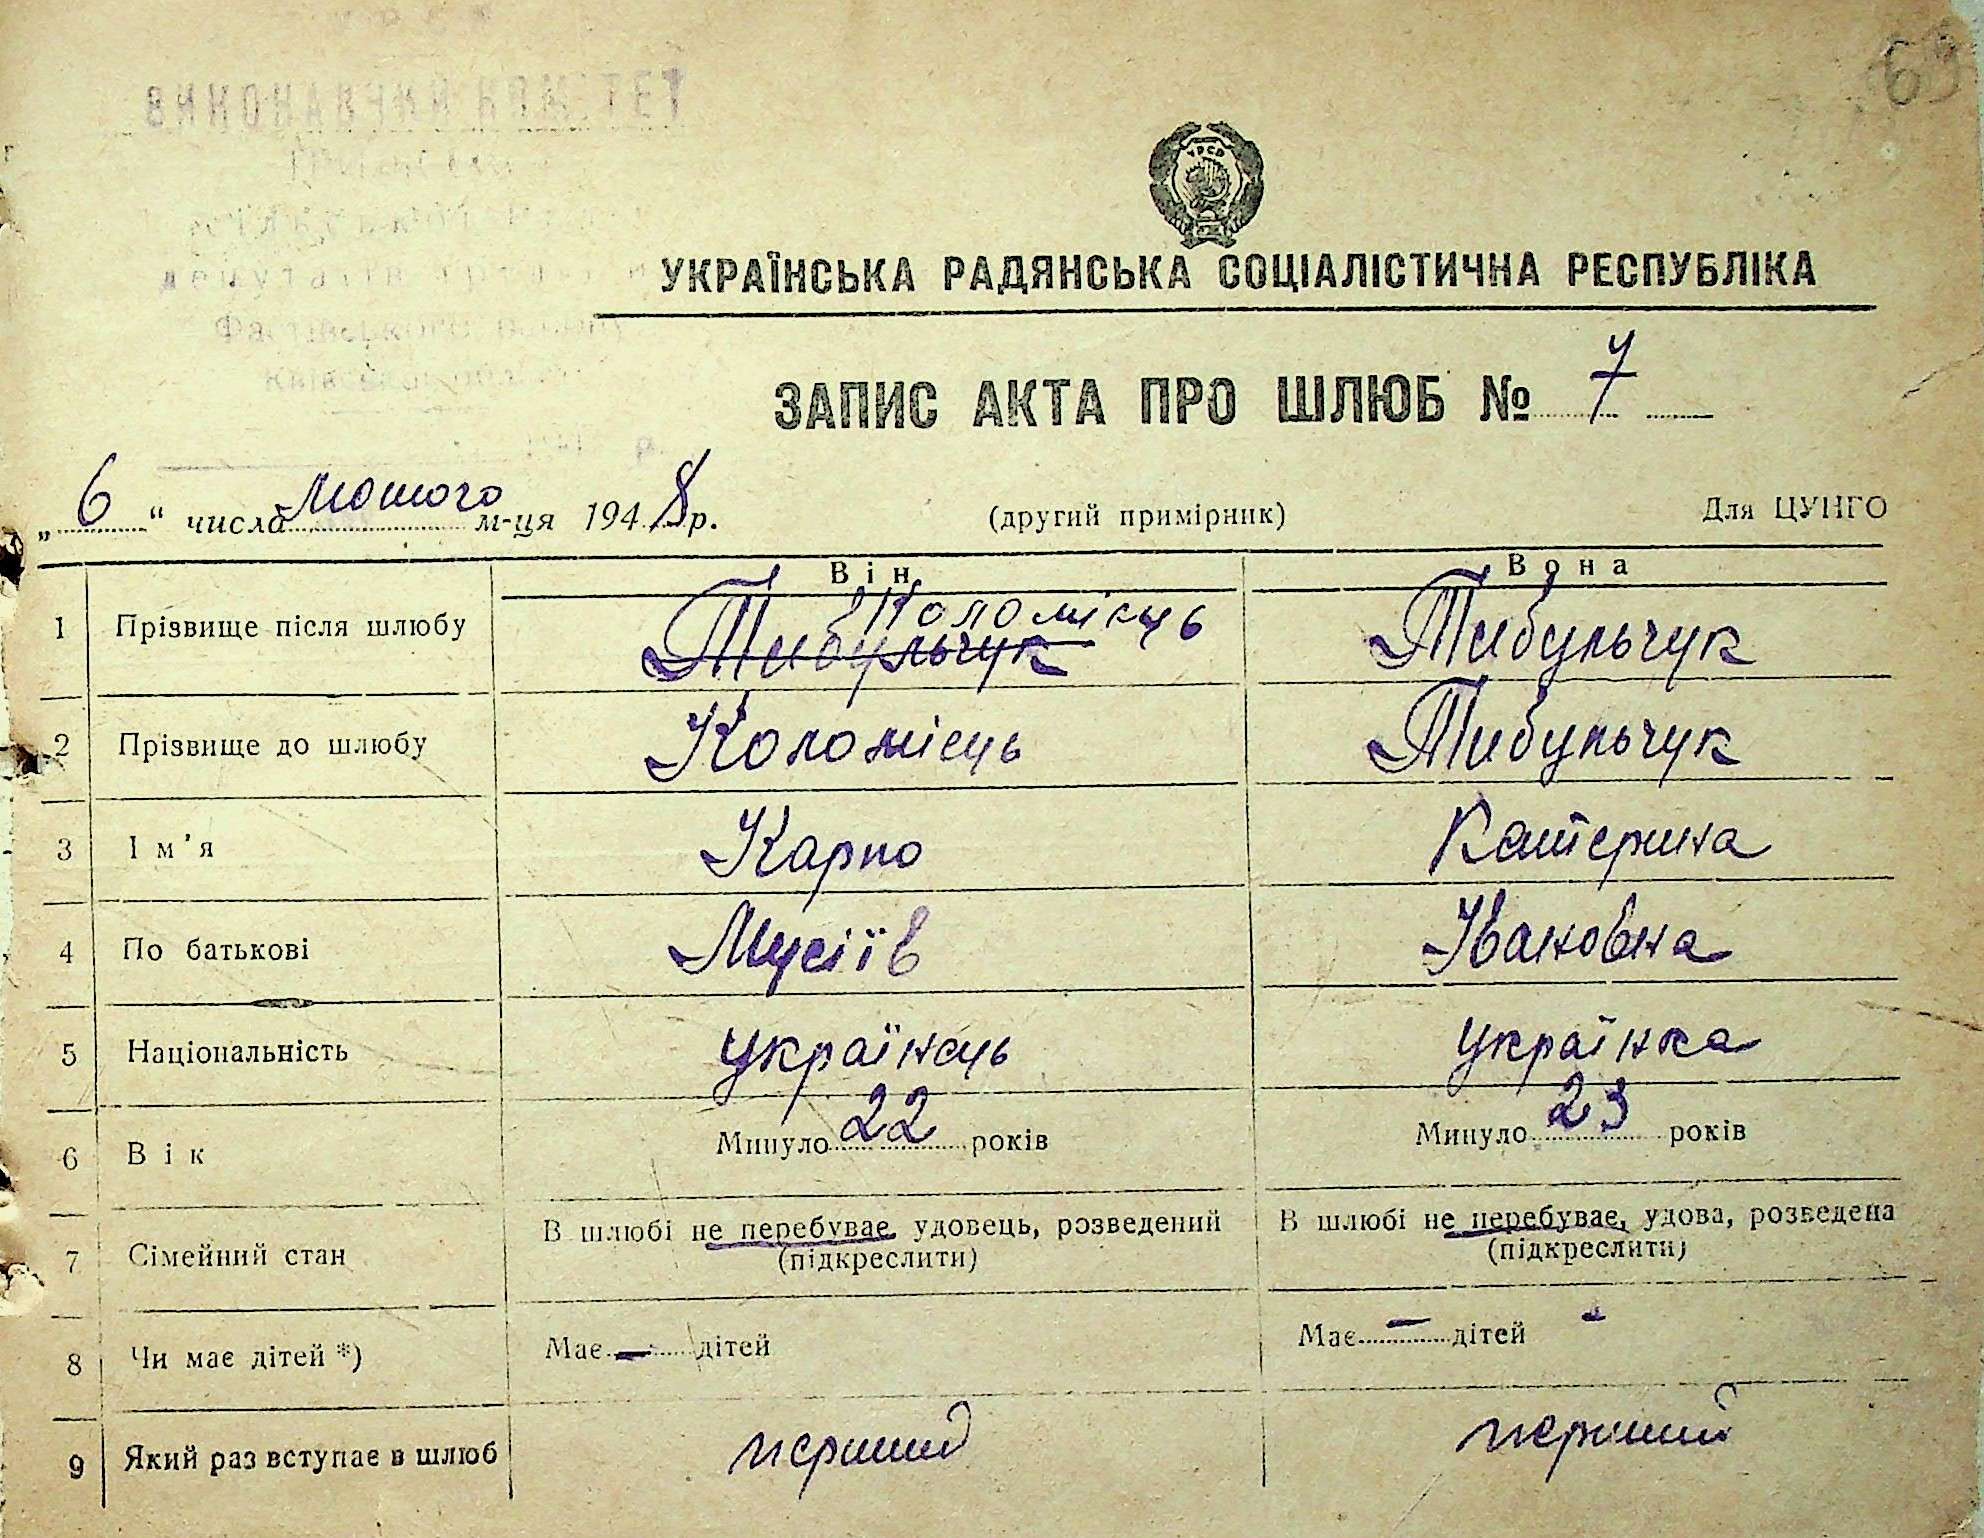 69
ВИКОНАВЧИЙ КОМІТЕТ
депутатів
Фастівського району
УРСР
УКРАЇНСЬКА РАДЯНСЬКА СОЦІАЛІСТИЧНА РЕСПУБЛІКА
ЗАПИС АКТА ПРО ШЛЮБ № 7
„ 6 “ числа лютого м-ця 1948 р. (другий примірник) Для ЦУНГО
Він Вона
1 Прізвище після шлюбу Тибульчук Коломієць Тибульчук
2 Прізвище до шлюбу Коломієць Тибульчук
3 Ім'я Карпо Катерина
4 По батькові Мусіїв Івановна
5 Національність українець українка
6 Вік Минуло 22 років Минуло 23 років
7 Сімейний стан В шлюбі не перебуває, удовець, розведений (підкреслити) В шлюбі не перебуває, удова, розведена (підкреслити)
8 Чи має дітей *) Має — дітей Має — дітей
9 Який раз вступає в шлюб перший перший